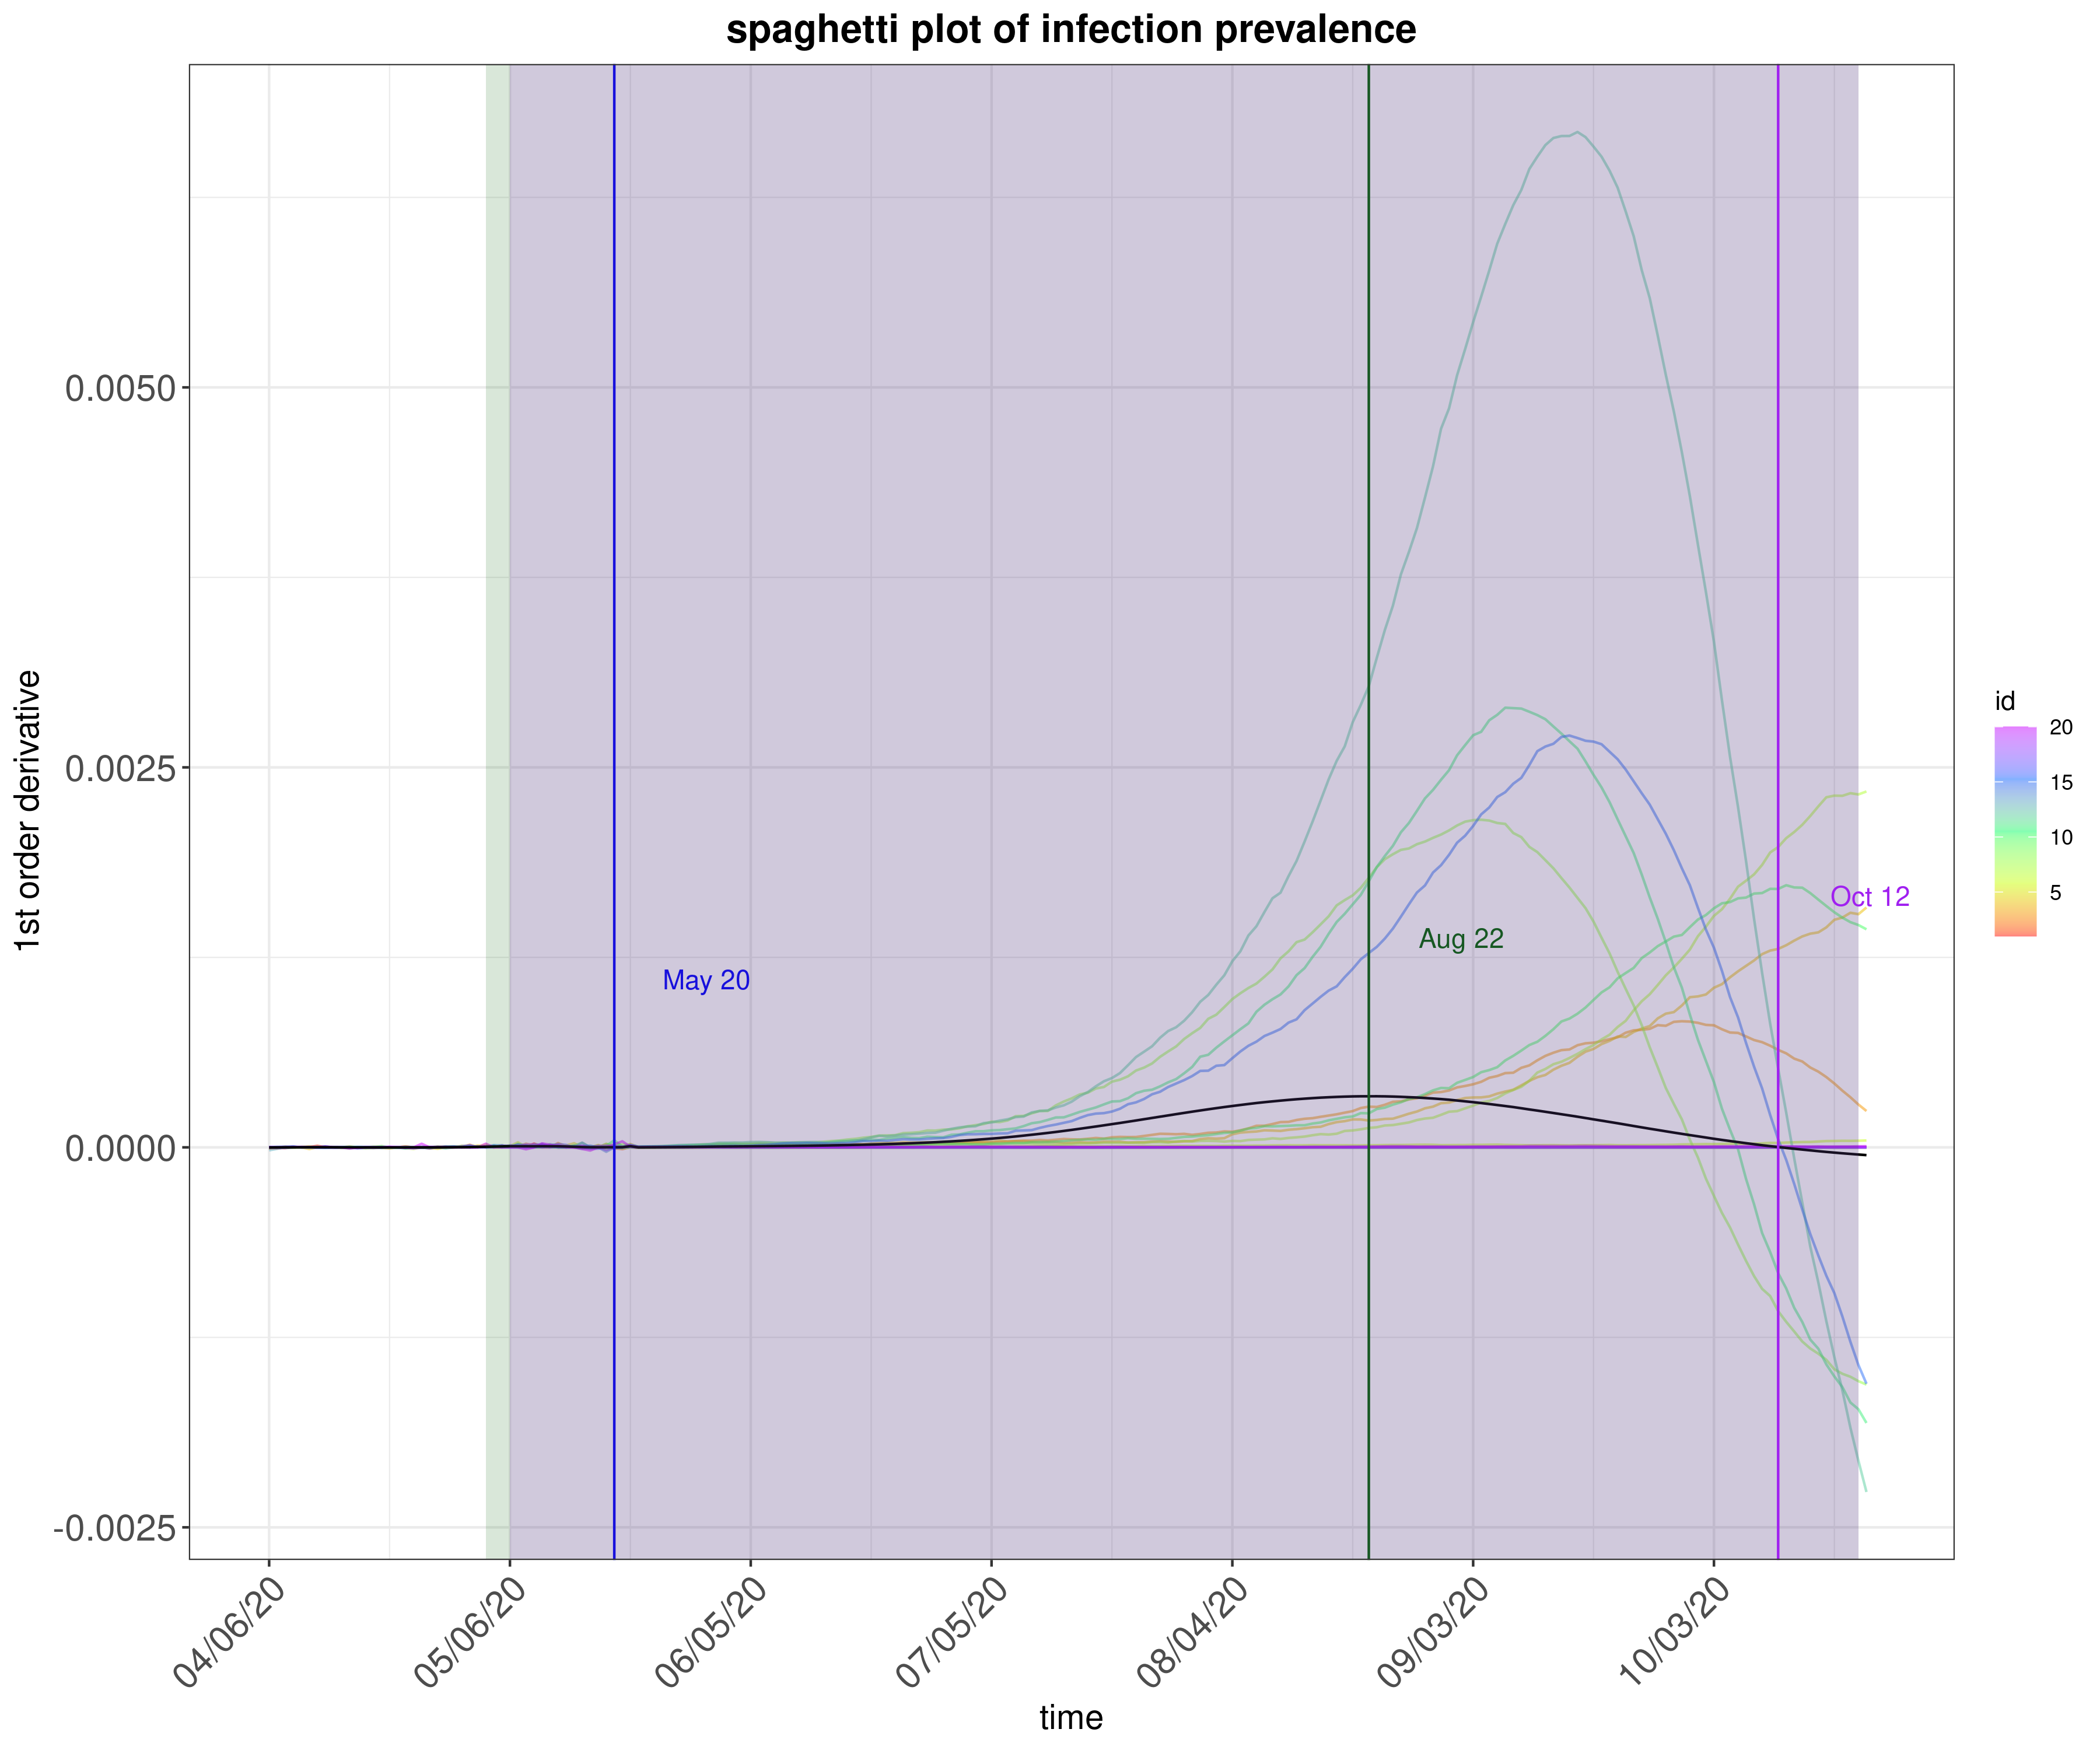 spaghetti plot of infection prevalence
1st order derivative
0.0050
0.0025
0.0000
-0.0025
May 20
Aug 22
Oct 12
id
20
15
10
5
04/06/20
05/06/20
06/05/20
07/05/20
08/04/20
09/03/20
10/03/20
time